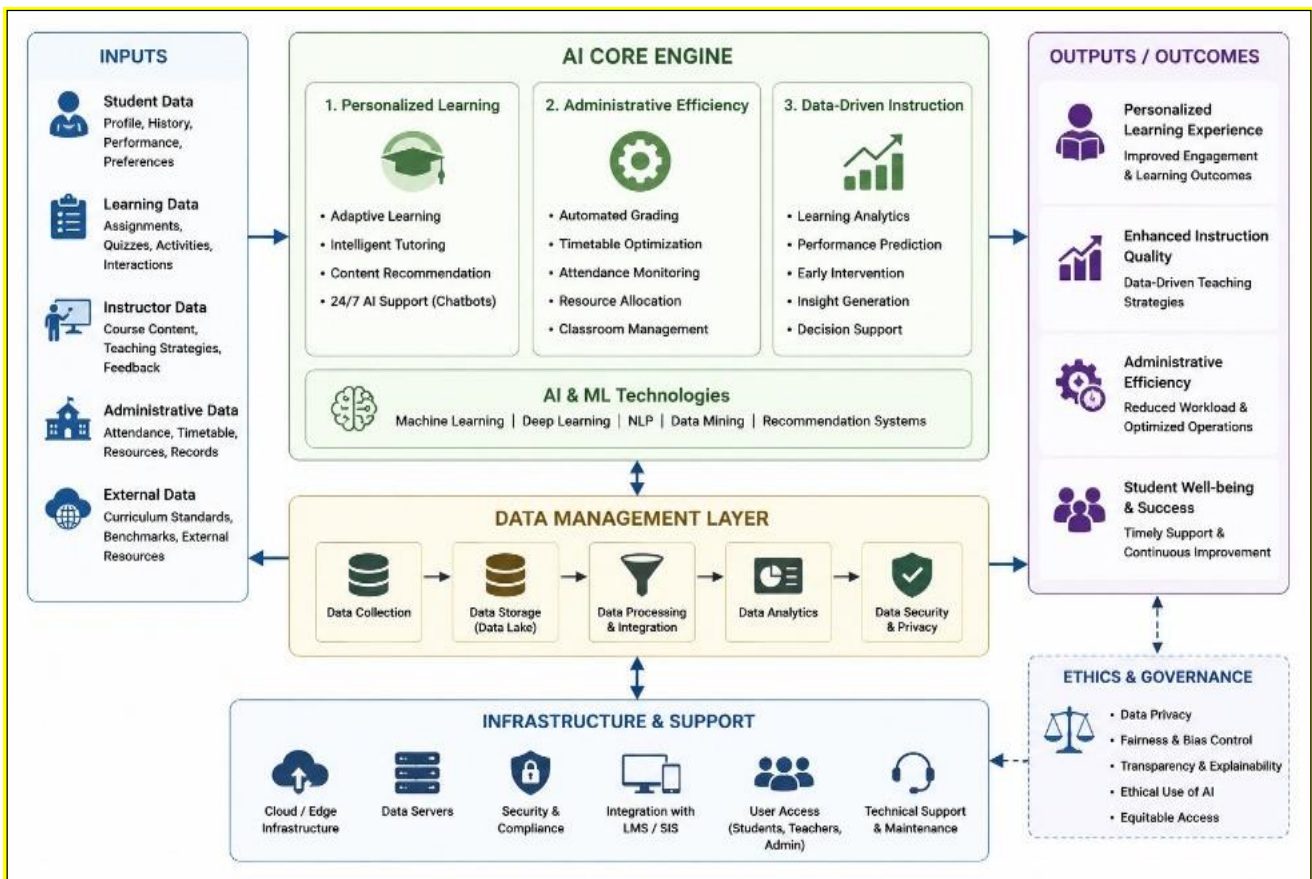 INPUTS
Student Data
Profile, History,
Performance,
Preferences
Learning Data
Assignments,
Quizzes, Activities,
Interactions
Instructor Data
Course Content,
Teaching Strategies,
Feedback
Administrative Data
Attendance, Timetable,
Resources, Records
External Data
Curriculum Standards,
Benchmarks, External
Resources
AI CORE ENGINE
1. Personalized Learning
• Adaptive Learning
• Intelligent Tutoring
• Content Recommendation
• 24/7 AI Support (Chatbots)
2. Administrative Efficiency
• Automated Grading
• Timetable Optimization
• Attendance Monitoring
• Resource Allocation
• Classroom Management
3. Data-Driven Instruction
• Learning Analytics
• Performance Prediction
• Early Intervention
• Insight Generation
• Decision Support
AI & ML Technologies
Machine Learning | Deep Learning | NLP | Data Mining | Recommendation Systems
DATA MANAGEMENT LAYER
Data Collection
Data Storage
(Data Lake)
Data Processing
& Integration
Data Analytics
Data Security
& Privacy
INFRASTRUCTURE & SUPPORT
Cloud / Edge
Infrastructure
Data Servers
Security &
Compliance
Integration with
LMS / SIS
User Access
(Students, Teachers,
Admin)
Technical Support
& Maintenance
OUTPUTS / OUTCOMES
Personalized
Learning Experience
Improved Engagement
& Learning Outcomes
Enhanced Instruction
Quality
Data-Driven Teaching
Strategies
Administrative
Efficiency
Reduced Workload &
Optimized Operations
Student Well-being
& Success
Timely Support &
Continuous Improvement
ETHICS & GOVERNANCE
• Data Privacy
• Fairness & Bias Control
• Transparency & Explainability
• Ethical Use of AI
• Equitable Access